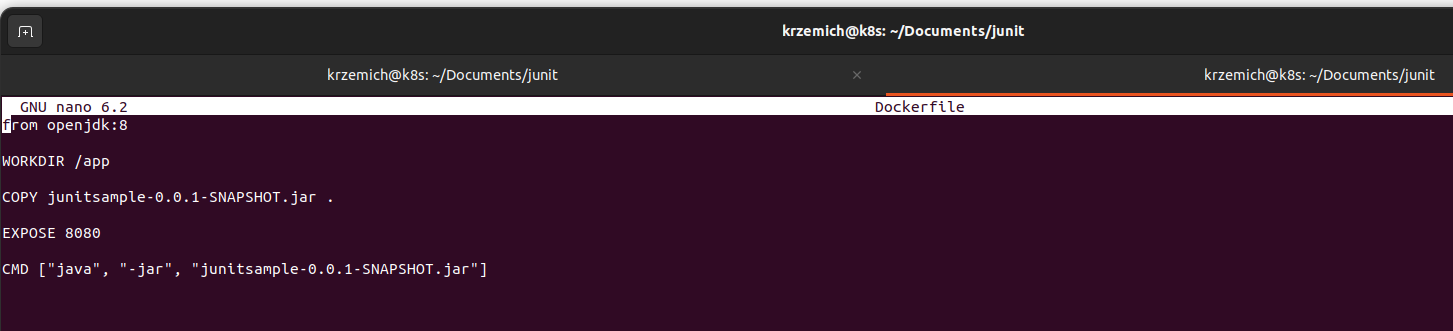 krzemich@k8s: ~/Documents/junit
krzemich@k8s: ~/Documents/junit × krzemich@k8s: ~/Documents/junit
GNU nano 6.2 Dockerfile
from openjdk:8
WORKDIR /app
COPY junitsample-0.0.1-SNAPSHOT.jar .
EXPOSE 8080
CMD ["java", "-jar", "junitsample-0.0.1-SNAPSHOT.jar"]